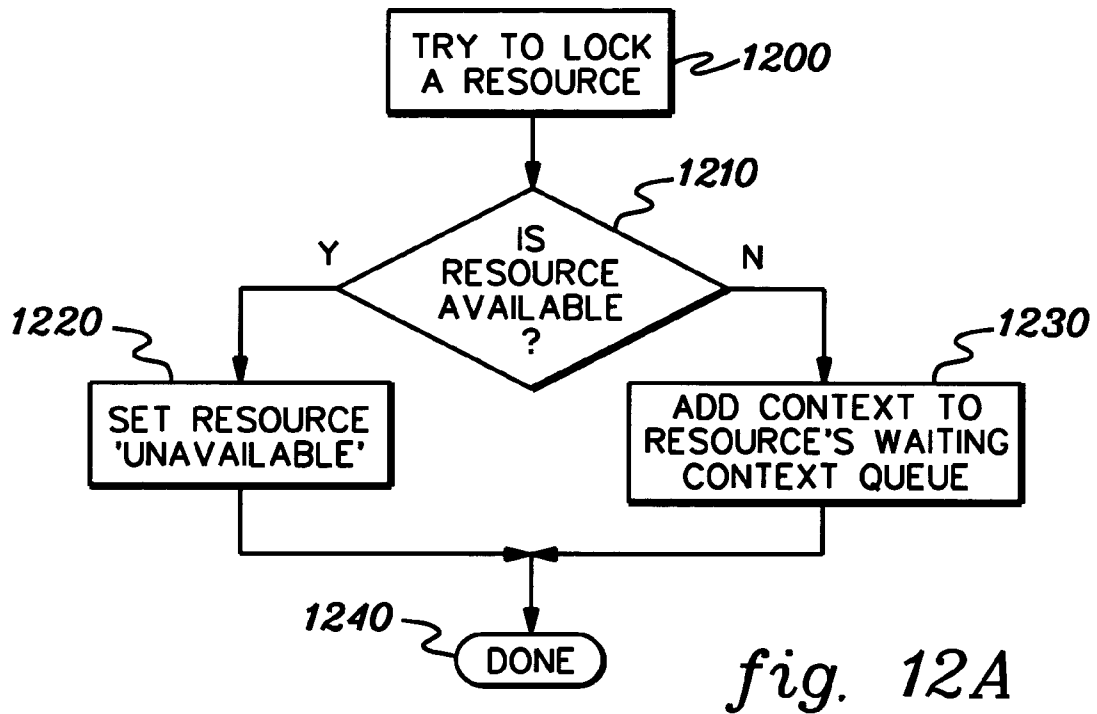 TRY TO LOCK
A RESOURCE
1200
1210
IS
RESOURCE
AVAILABLE
?
Y
N
1220
SET RESOURCE
'UNAVAILABLE'
1230
ADD CONTEXT TO
RESOURCE'S WAITING
CONTEXT QUEUE
1240
DONE
fig. 12A